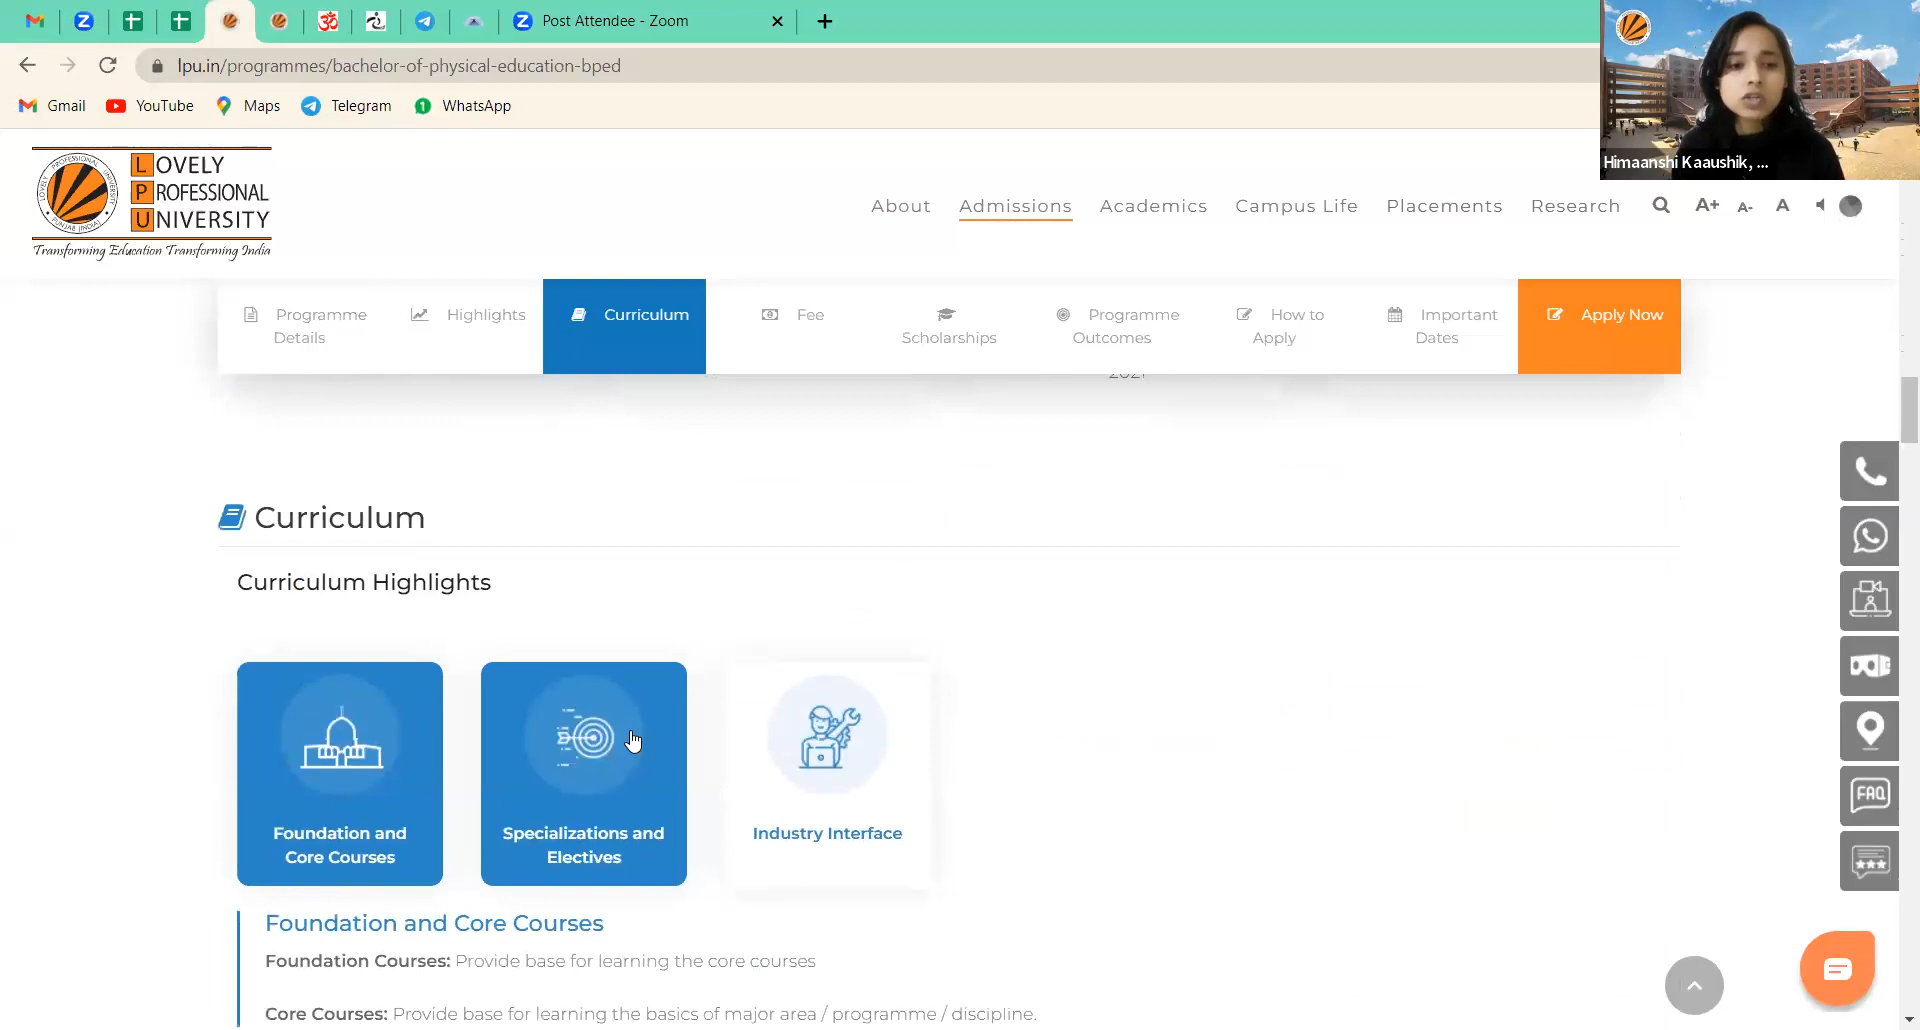 Post Attendee - Zoom
lpu.in/programmes/bachelor-of-physical-education-bped
Gmail YouTube Maps Telegram WhatsApp
Himaanshi Kaaushik, ...
LOVELY
PROFESSIONAL
UNIVERSITY
Transforming Education Transforming India
About Admissions Academics Campus Life Placements Research A+ A- A
Programme Details
Highlights
Curriculum
Fee
Scholarships
Programme Outcomes
How to Apply
Important Dates
Apply Now
Curriculum
Curriculum Highlights
Foundation and
Core Courses
Specializations and
Electives
Industry Interface
Foundation and Core Courses
Foundation Courses: Provide base for learning the core courses
Core Courses: Provide base for learning the basics of major area / programme / discipline.
FAQ